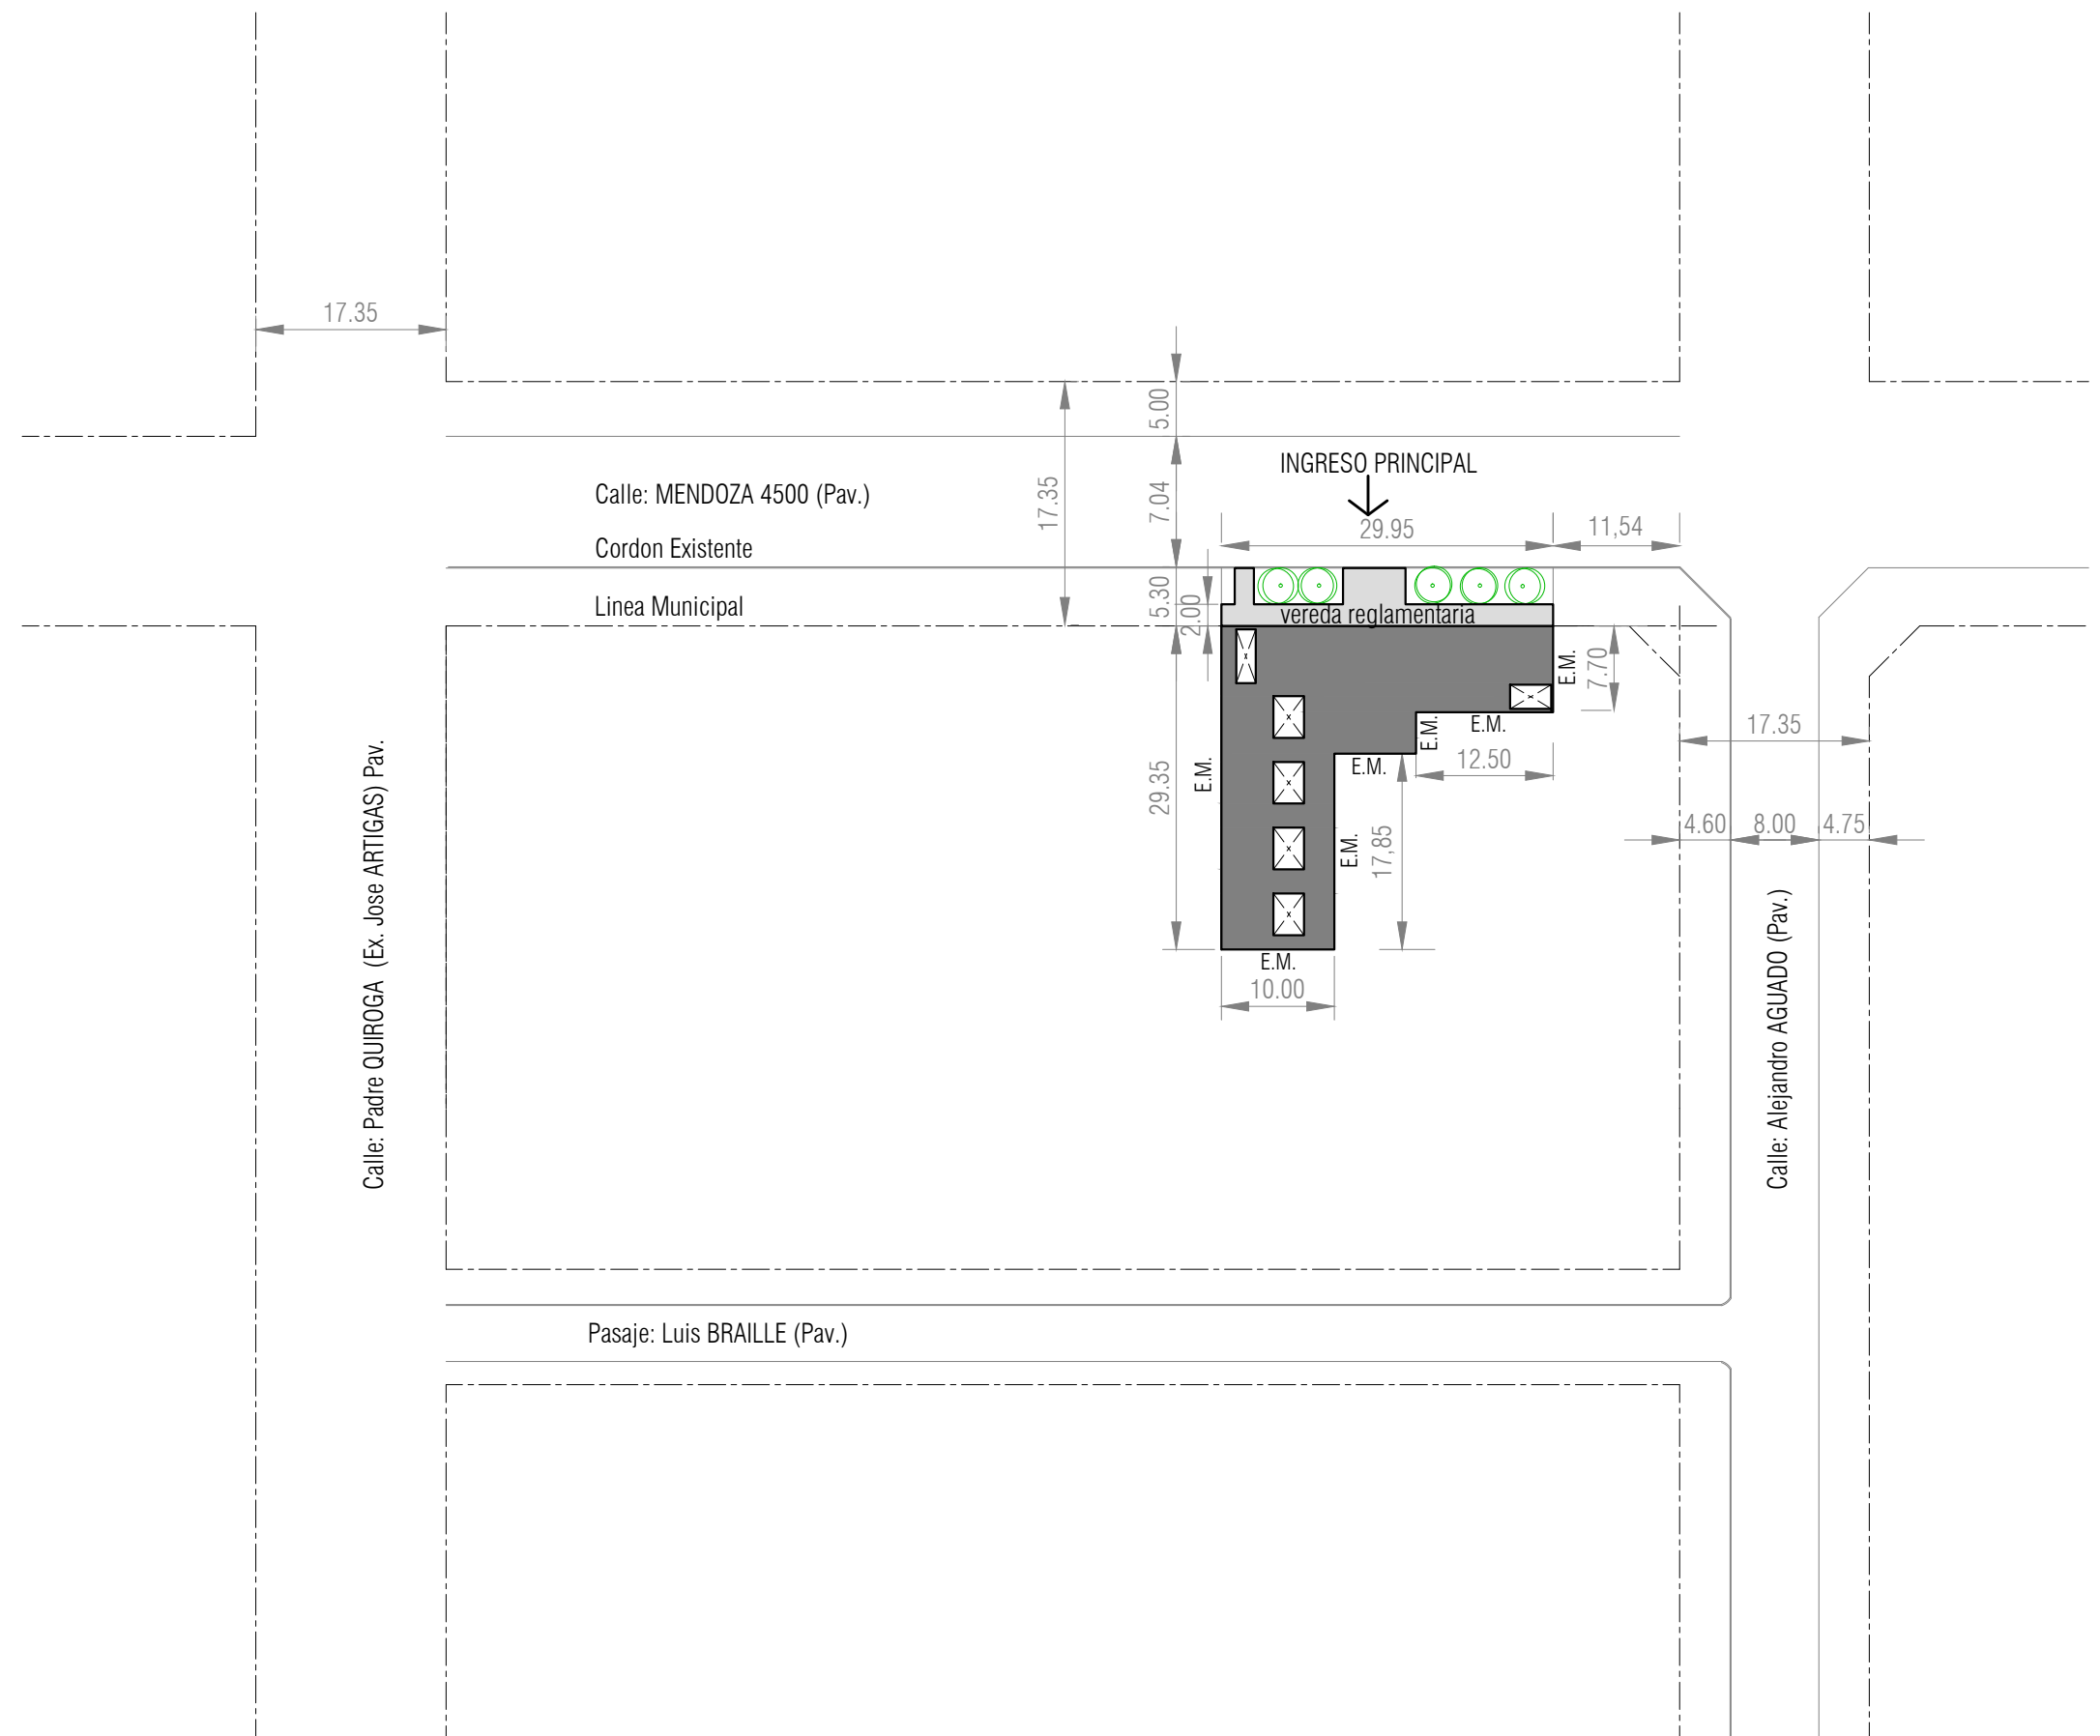 17.35
5.00
INGRESO PRINCIPAL
Calle: MENDOZA 4500 (Pav.)
17.35
7.04
29.95
11,54
Cordon Existente
Linea Municipal
5.30
2.00
vereda reglamentaria
E.M.
7.70
E.M.
E.M.
17.35
E.M.
12.50
E.M.
29.35
E.M.
17,85
4.60
8.00
4.75
E.M.
10.00
Calle: Padre QUIROGA (Ex. Jose ARTIGAS) Pav.
Calle: Alejandro AGUADO (Pav.)
Pasaje: Luis BRAILLE (Pav.)